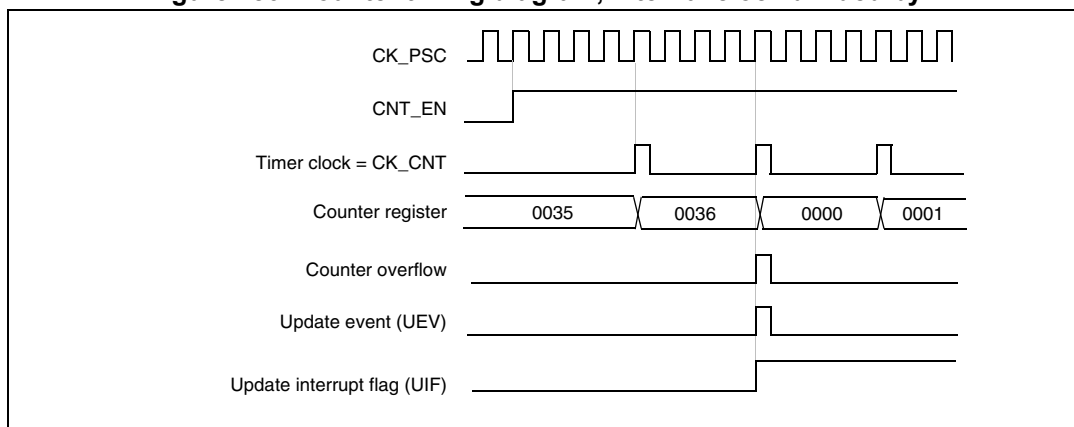 CK_PSC
CNT_EN
Timer clock = CK_CNT
Counter register
0035 0036 0000 0001
Counter overflow
Update event (UEV)
Update interrupt flag (UIF)